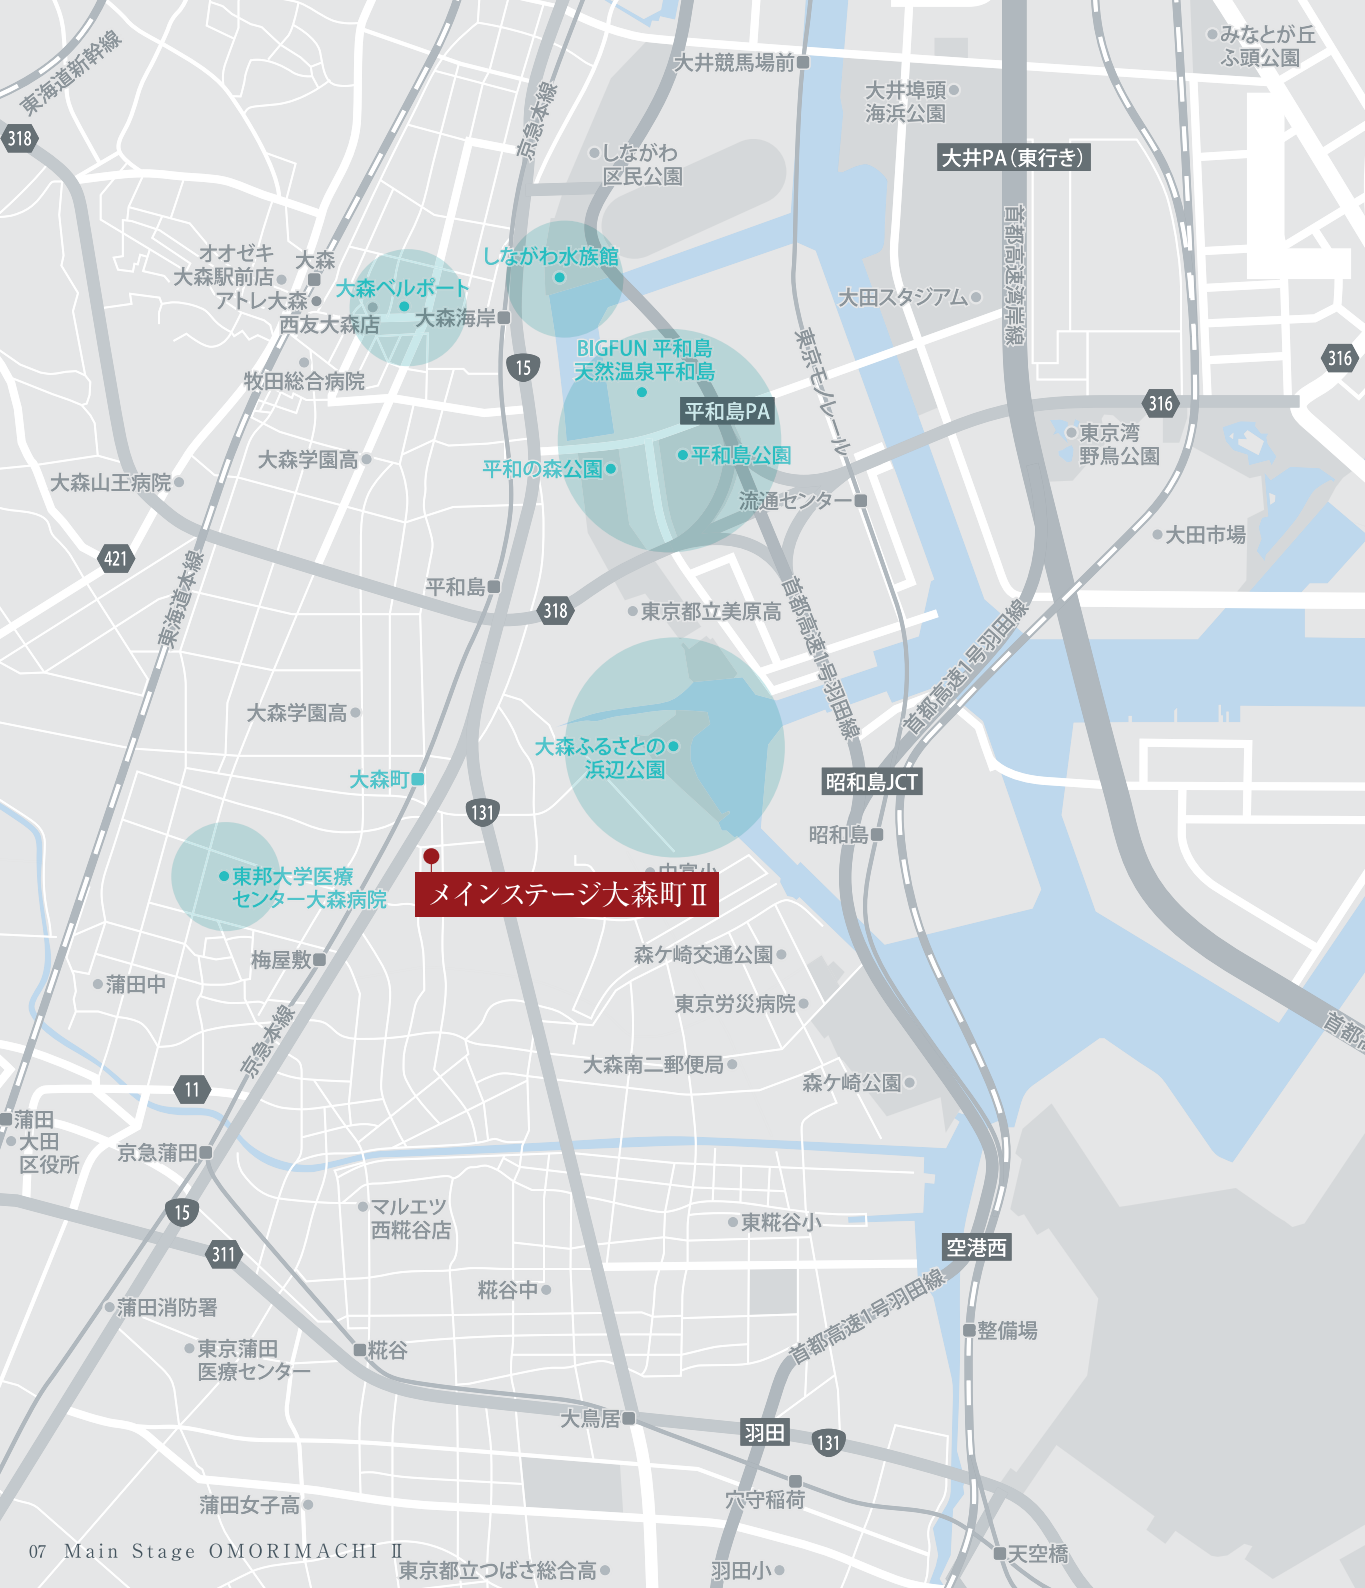 みなとが丘
ふ頭公園
東海道新幹線
大井競馬場前
大井埠頭
海浜公園
318
京急本線
しながわ
区民公園
大井PA（東行き）
首都高速湾岸線
オオゼキ
大森駅前店
大森
しながわ水族館
アトレ大森
大森ベルポート
西友大森店
大森海岸
大田スタジアム
BIGFUN 平和島
天然温泉平和島
15
東京モノレール
316
牧田総合病院
平和島PA
316
東京湾
野鳥公園
大森学園高
平和の森公園
平和島公園
大森山王病院
流通センター
大田市場
421
東海道本線
平和島
318
東京都立美原高
首都高速1号羽田線
首都高速1号羽田線
大森学園高
大森ふるさとの
浜辺公園
大森町
昭和島JCT
131
昭和島
中富小
メインステージ大森町Ⅱ
東邦大学医療
センター大森病院
梅屋敷
森ケ崎交通公園
蒲田中
東京労災病院
京急本線
首都高
大森南二郵便局
森ケ崎公園
11
蒲田
大田
区役所
京急蒲田
15
マルエツ
西糀谷店
東糀谷小
311
空港西
糀谷中
首都高速1号羽田線
蒲田消防署
整備場
東京蒲田
医療センター
糀谷
大鳥居
羽田
131
穴守稲荷
蒲田女子高
天空橋
東京都立つばさ総合高
羽田小
07 Main Stage OMORIMACHI Ⅱ